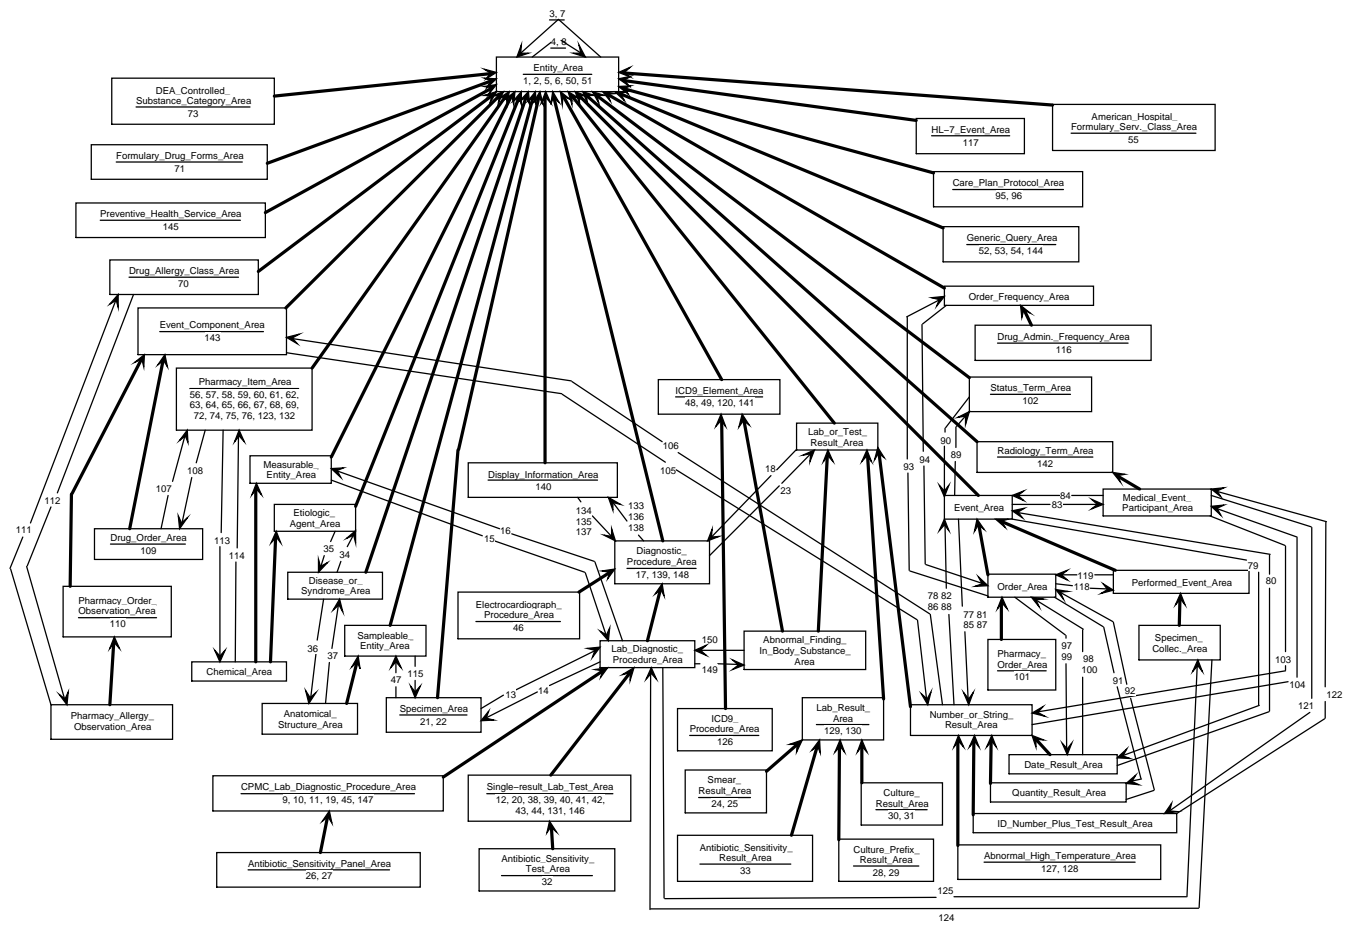 3, 7
4, 8
Entity_Area
1, 2, 5, 6, 50, 51
DEA_Controlled_
Substance_Category_Area
73
American_Hospital_
Formulary_Serv._Class_Area
55
HL-7_Event_Area
117
Formulary_Drug_Forms_Area
71
Care_Plan_Protocol_Area
95, 96
Preventive_Health_Service_Area
145
Generic_Query_Area
52, 53, 54, 144
Drug_Allergy_Class_Area
70
Order_Frequency_Area
Event_Component_Area
143
Drug_Admin._Frequency_Area
116
Pharmacy_Item_Area
56, 57, 58, 59, 60, 61, 62,
63, 64, 65, 66, 67, 68, 69,
72, 74, 75, 76, 123, 132
ICD9_Element_Area
48, 49, 120, 141
Status_Term_Area
102
Lab_or_Test_
Result_Area
Radiology_Term_Area
142
106
105
90
89
93
94
18
23
108
107
Measurable_
Entity_Area
Display_Information_Area
140
112
111
Etiologic_
Agent_Area
134
135
137
133
136
138
Event_Area
84
83
Medical_Event_
Participant_Area
16
15
Drug_Order_Area
109
113
114
35
34
Diagnostic_
Procedure_Area
17, 139, 148
79
80
Disease_or_
Syndrome_Area
119
118
Order_Area
Performed_Event_Area
Pharmacy_Order_
Observation_Area
110
Electrocardiograph_
Procedure_Area
46
78 82
86 88
77 81
85 87
Sampleable_
Entity_Area
36
37
Lab_Diagnostic_
Procedure_Area
150
149
Abnormal_Finding_
In_Body_Substance_
Area
Pharmacy_
Order_Area
101
97
99
98
100
Specimen_
Collec._Area
Chemical_Area
47
115
91
92
103
104
122
121
13
14
Pharmacy_Allergy_
Observation_Area
Anatomical_
Structure_Area
Specimen_Area
21, 22
ICD9_
Procedure_Area
126
Lab_Result_
Area
129, 130
Number_or_String_
Result_Area
Date_Result_Area
CPMC_Lab_Diagnostic_Procedure_Area
9, 10, 11, 19, 45, 147
Single-result_Lab_Test_Area
12, 20, 38, 39, 40, 41, 42,
43, 44, 131, 146
Smear_
Result_Area
24, 25
Culture_
Result_Area
30, 31
Quantity_Result_Area
ID_Number_Plus_Test_Result_Area
Antibiotic_Sensitivity_Panel_Area
26, 27
Antibiotic_Sensitivity_
Test_Area
32
Antibiotic_Sensitivity_
Result_Area
33
Culture_Prefix_
Result_Area
28, 29
Abnormal_High_Temperature_Area
127, 128
125
124